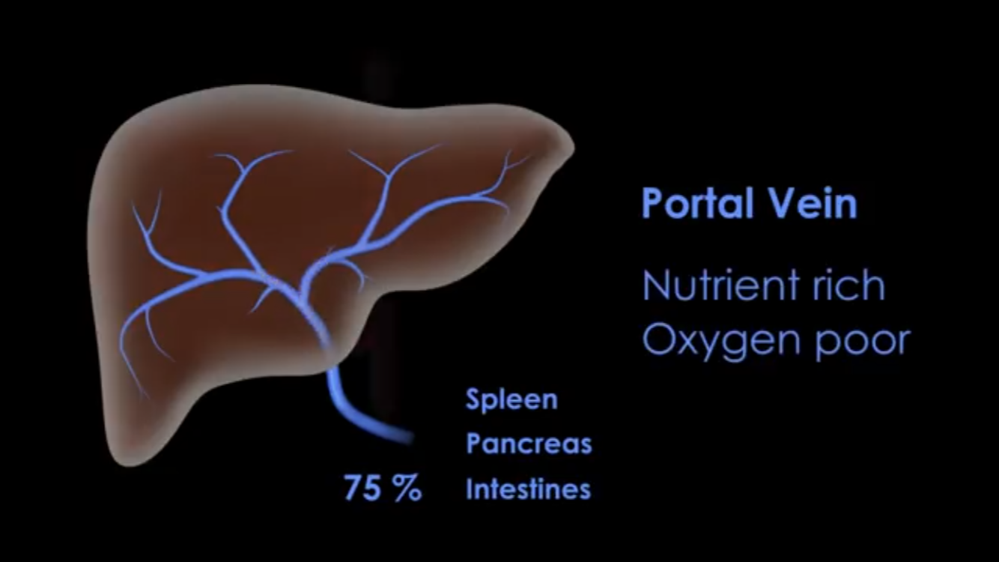 Portal Vein
Nutrient rich
Oxygen poor
Spleen
Pancreas
75 % Intestines